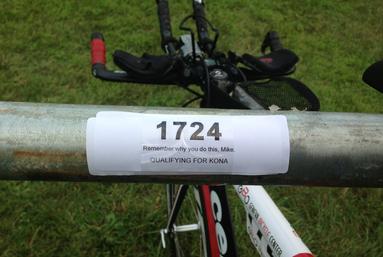 1724
Remember why you do this, Mike.
QUALIFYING FOR KONA